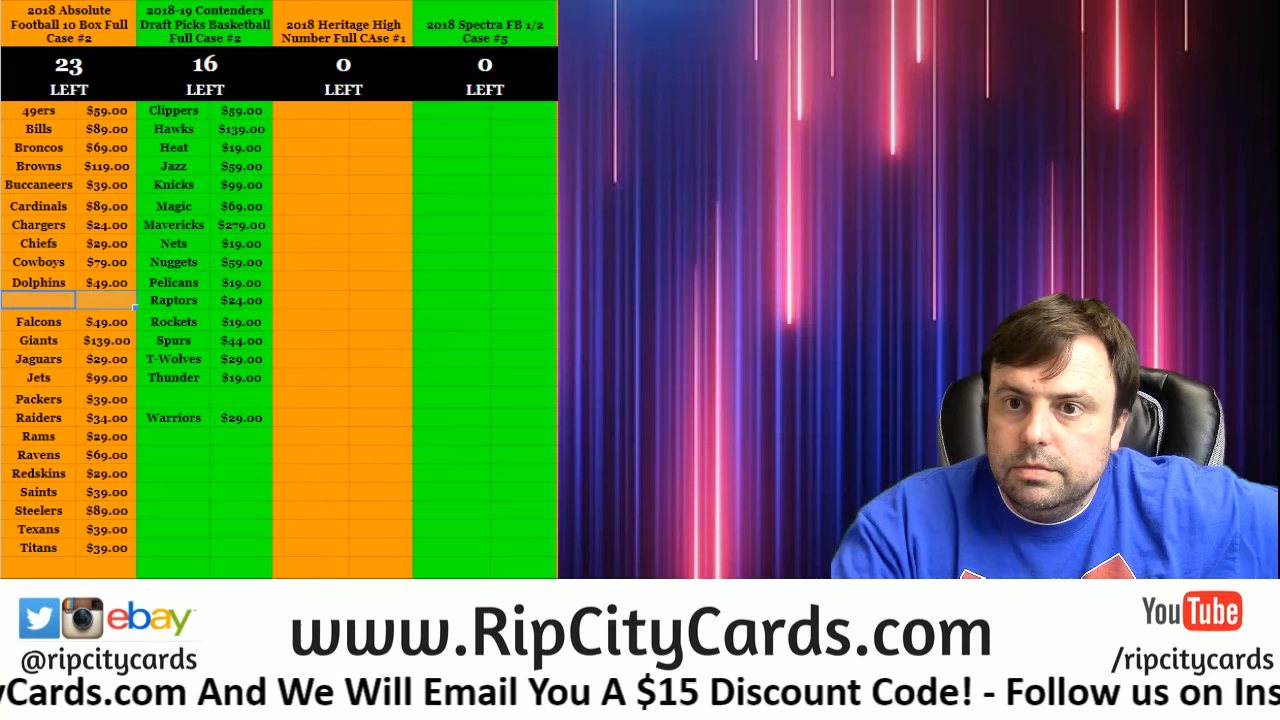 2018 Absolute
Football 10 Box Full
Case #2
2018-19 Contenders
Draft Picks Basketball
Full Case #2
2018 Heritage High
Number Full CAse #1
2018 Spectra FB 1/2
Case #5
23
LEFT
16
LEFT
0
LEFT
0
LEFT
49ers $59.00 Clippers $59.00
Bills $89.00 Hawks $139.00
Broncos $69.00 Heat $19.00
Browns $119.00 Jazz $59.00
Buccaneers $39.00 Knicks $99.00
Cardinals $89.00 Magic $69.00
Chargers $24.00 Mavericks $279.00
Chiefs $29.00 Nets $19.00
Cowboys $79.00 Nuggets $59.00
Dolphins $49.00 Pelicans $19.00
Raptors $24.00
Falcons $49.00 Rockets $19.00
Giants $139.00 Spurs $44.00
Jaguars $29.00 T-Wolves $29.00
Jets $99.00 Thunder $19.00
Packers $39.00
Raiders $34.00 Warriors $29.00
Rams $29.00
Ravens $69.00
Redskins $29.00
Saints $39.00
Steelers $89.00
Texans $39.00
Titans $39.00
ebay
@ripcitycards
www.RipCityCards.com
YouTube
/ripcitycards
yCards.com And We Will Email You A $15 Discount Code! - Follow us on Ins